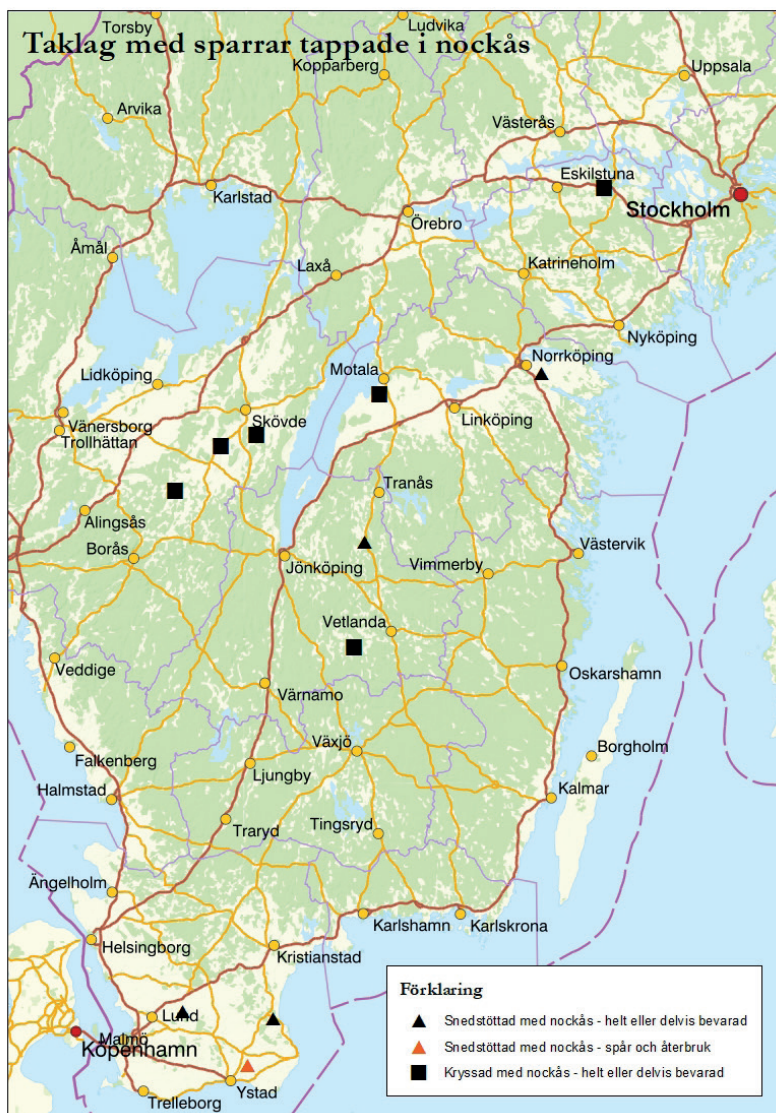 Taklag med sparrar tappade i nockås
Torsby
Ludvika
Kopparberg
Uppsala
Arvika
Västerås
Eskilstuna
Karlstad
Stockholm
Örebro
Åmål
Laxå
Katrineholm
Nyköping
Norrköping
Motala
Lidköping
Skövde
Linköping
Vänersborg
Trollhättan
Tranås
Alingsås
Borås
Jönköping
Vimmerby
Västervik
Vetlanda
Veddige
Oskarshamn
Värnamo
Växjö
Borgholm
Falkenberg
Ljungby
Halmstad
Kalmar
Traryd
Tingsryd
Ängelholm
Karlshamn
Karlskrona
Helsingborg
Kristianstad
Lund
Malmö
Köpenhamn
Ystad
Trelleborg
Förklaring
Snedstöttad med nockås - helt eller delvis bevarad
Snedstöttad med nockås - spår och återbruk
Kryssad med nockås - helt eller delvis bevarad